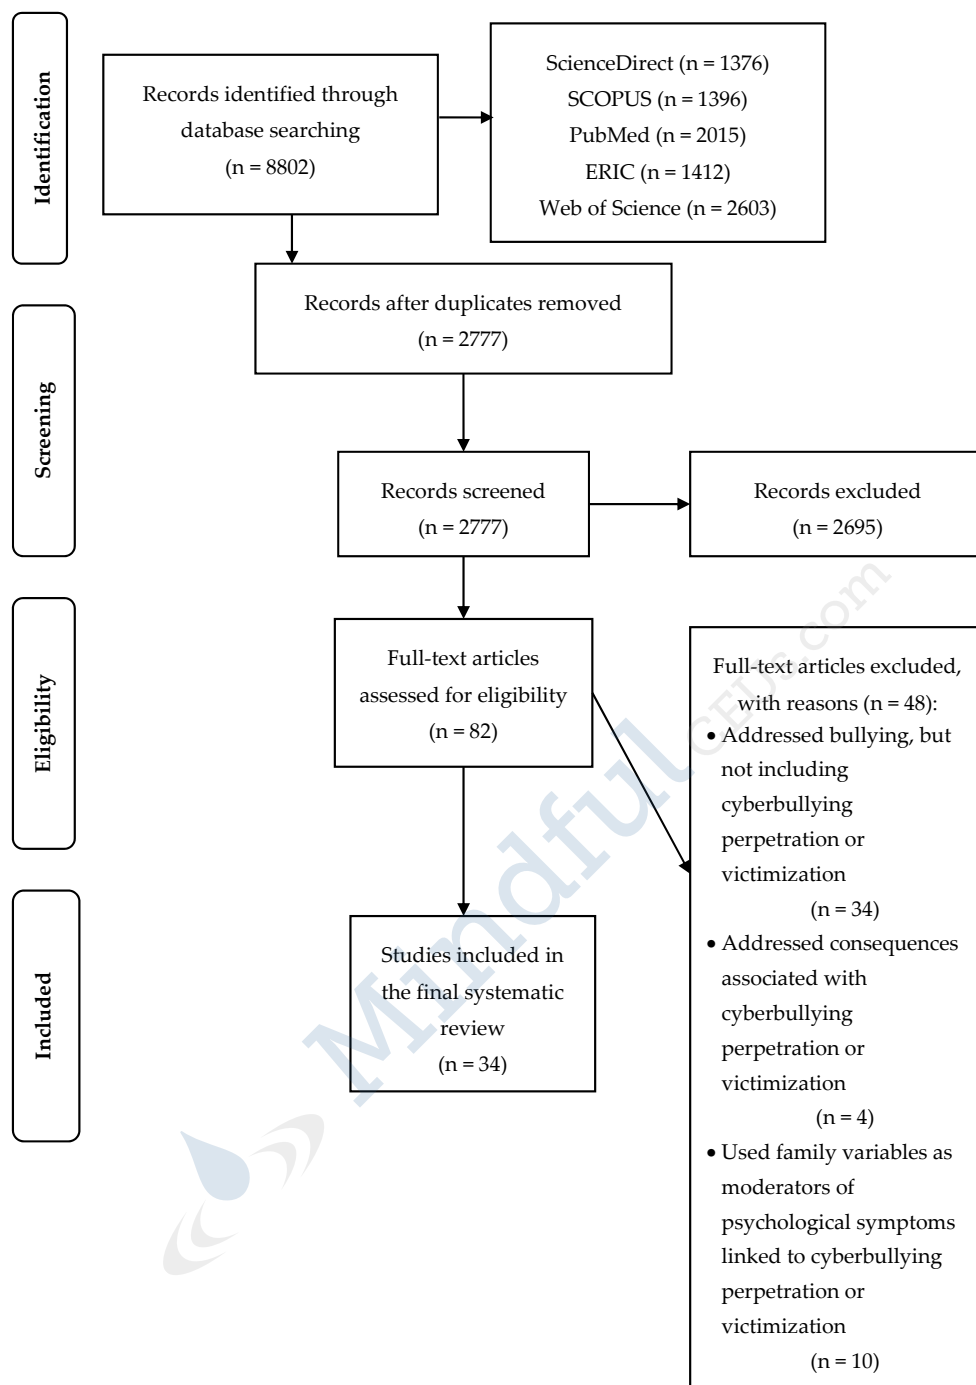 Identification
Records identified through
database searching
(n = 8802)
ScienceDirect (n = 1376)
SCOPUS (n = 1396)
PubMed (n = 2015)
ERIC (n = 1412)
Web of Science (n = 2603)
Records after duplicates removed
(n = 2777)
Screening
Records screened
(n = 2777)
Records excluded
(n = 2695)
Eligibility
Full-text articles
assessed for eligibility
(n = 82)
Full-text articles excluded,
with reasons (n = 48):
• Addressed bullying, but
not including
cyberbullying
perpetration or
victimization
(n = 34)
• Addressed consequences
associated with
cyberbullying
perpetration or
victimization
(n = 4)
• Used family variables as
moderators of
psychological symptoms
linked to cyberbullying
perpetration or
victimization
(n = 10)
Included
Studies included in
the final systematic
review
(n = 34)
MindfulCEUs.com